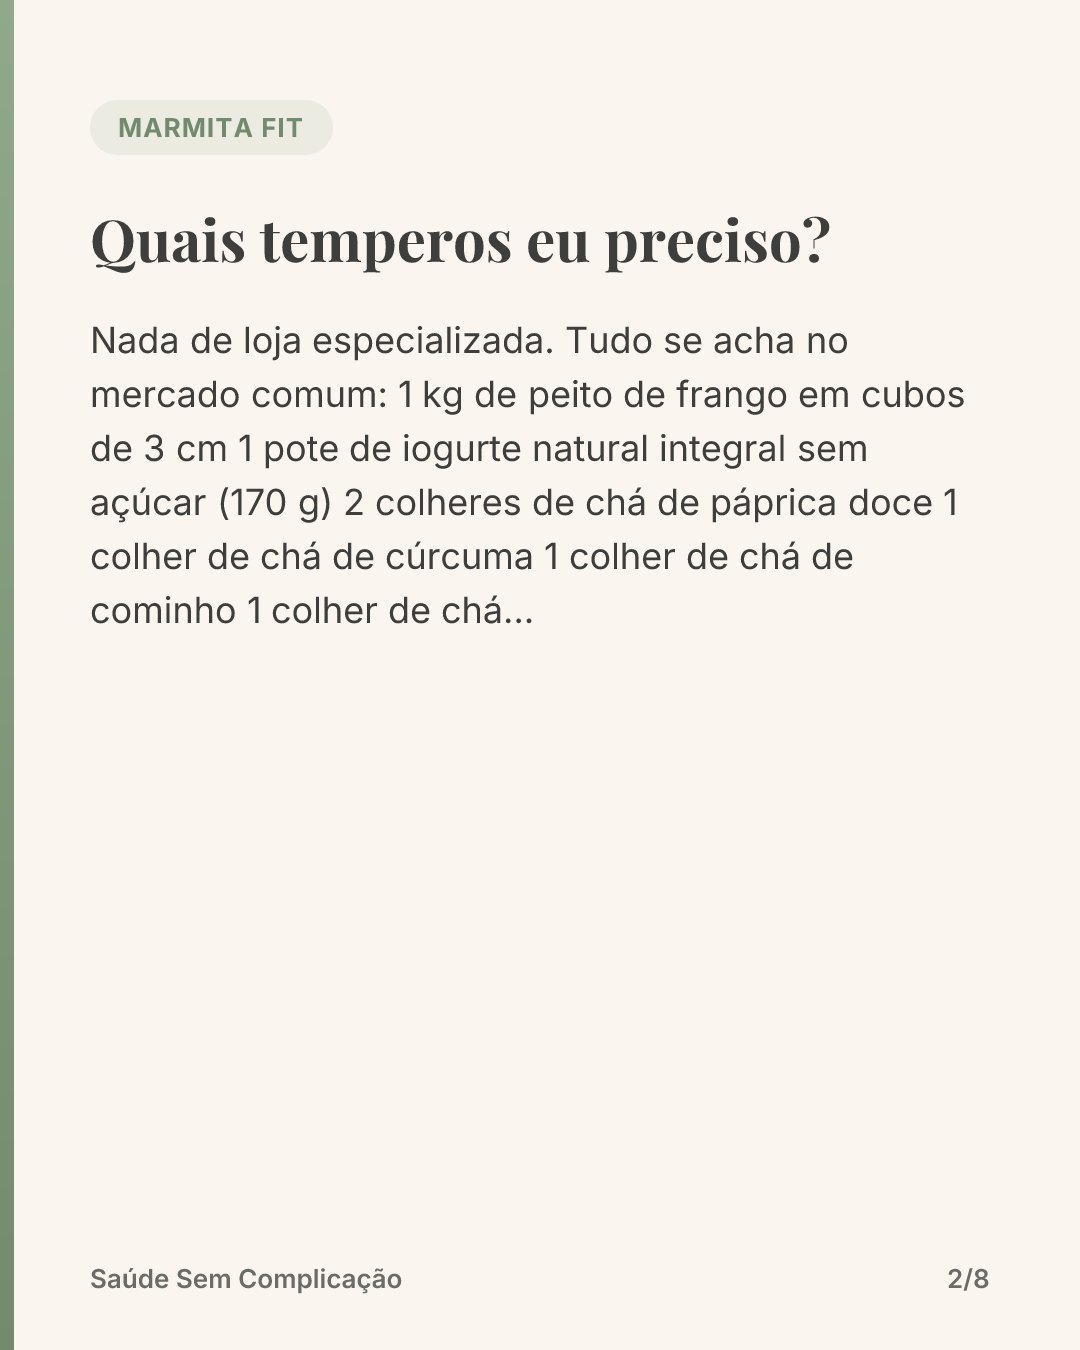 MARMITA FIT
Quais temperos eu preciso?
Nada de loja especializada. Tudo se acha no
mercado comum: 1 kg de peito de frango em cubos
de 3 cm 1 pote de iogurte natural integral sem
açúcar (170 g) 2 colheres de chá de páprica doce 1
colher de chá de cúrcuma 1 colher de chá de
cominho 1 colher de chá...
Saúde Sem Complicação
2/8